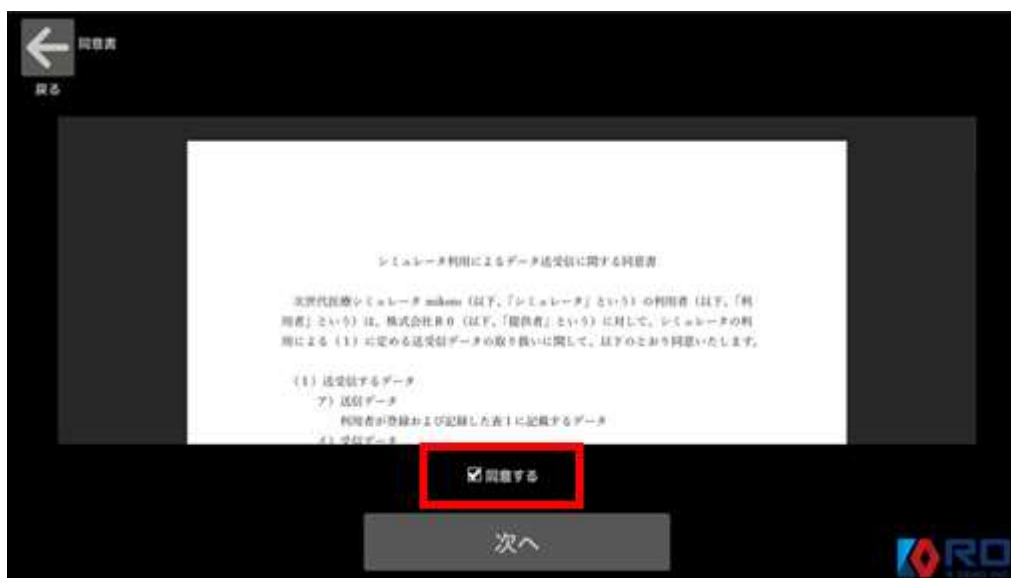 同意書
戻る
シミュレータ利用によるデータ送受信に関する同意書
次世代医療シミュレータ mikoto（以下、「シミュレータ」という）の利用者（以下、「利
用者」という）は、株式会社R0（以下、「提供者」という）に対して、シミュレータの利
用による（1）に定める送受信データの取り扱いに関して、以下のとおり同意いたします。
（1）送受信するデータ
ア）送信データ
利用者が登録および記録した表1に記載するデータ
イ）受信データ
同意する
次へ
RO